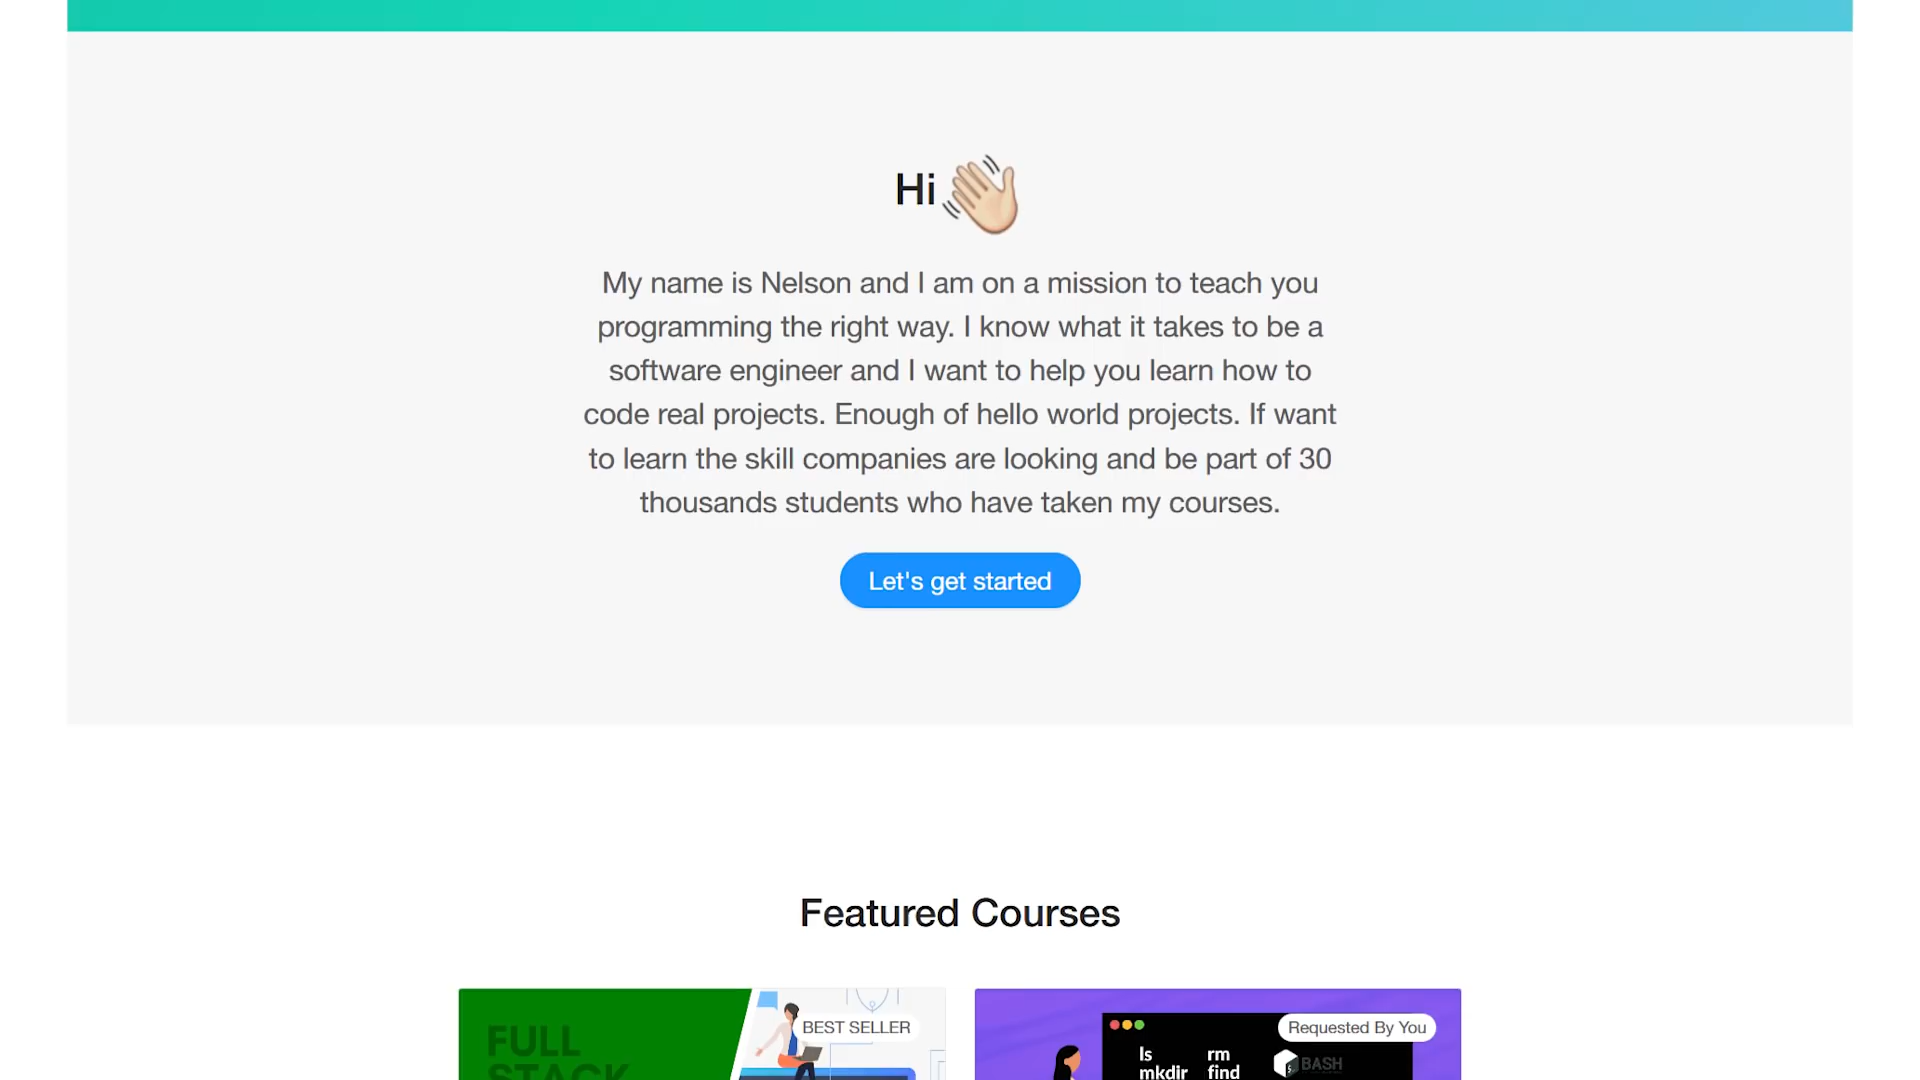 Hi
My name is Nelson and I am on a mission to teach you
programming the right way. I know what it takes to be a
software engineer and I want to help you learn how to
code real projects. Enough of hello world projects. If want
to learn the skill companies are looking and be part of 30
thousands students who have taken my courses.
Let's get started
Featured Courses
BEST SELLER
FULL
STACK
Requested By You
ls rm
BASH
mkdir find